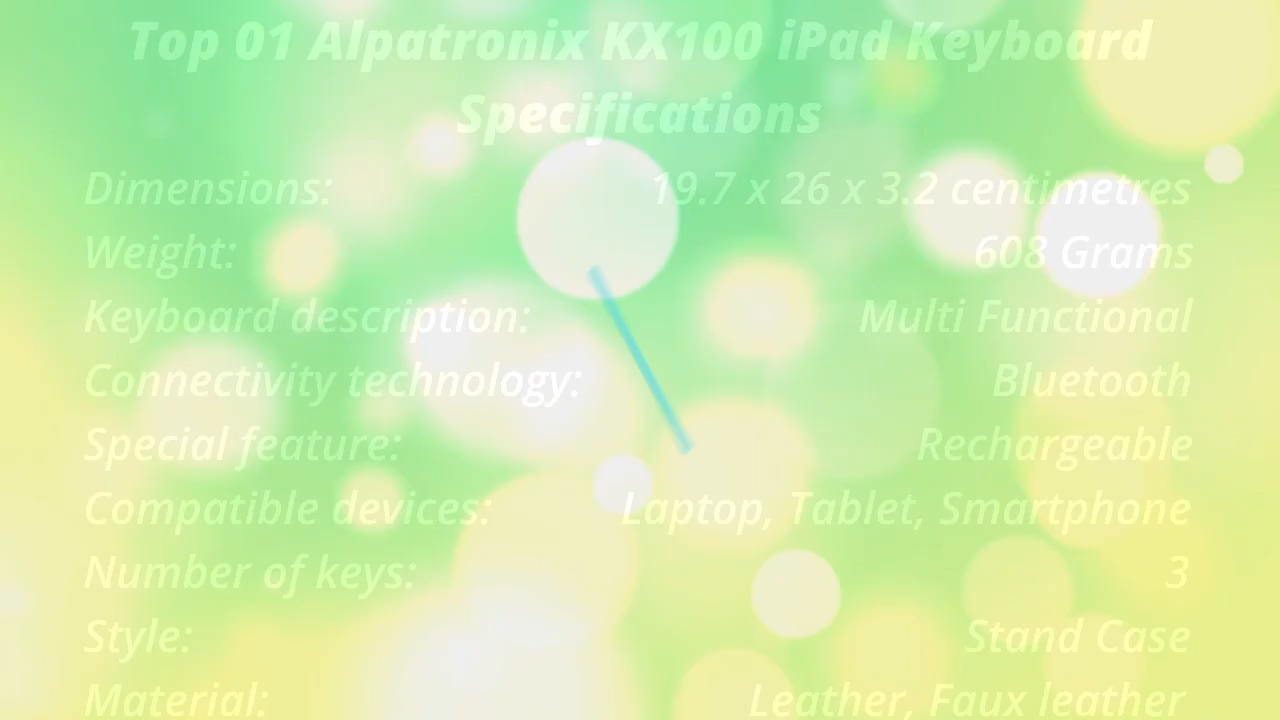 Top 01 Alpatronix KX100 iPad Keyboard
Specifications
Dimensions: 19.7 x 26 x 3.2 centimetres
Weight: 608 Grams
Keyboard description: Multi Functional
Connectivity technology: Bluetooth
Special feature: Rechargeable
Compatible devices: Laptop, Tablet, Smartphone
Number of keys: 3
Style: Stand Case
Material: Leather, Faux leather